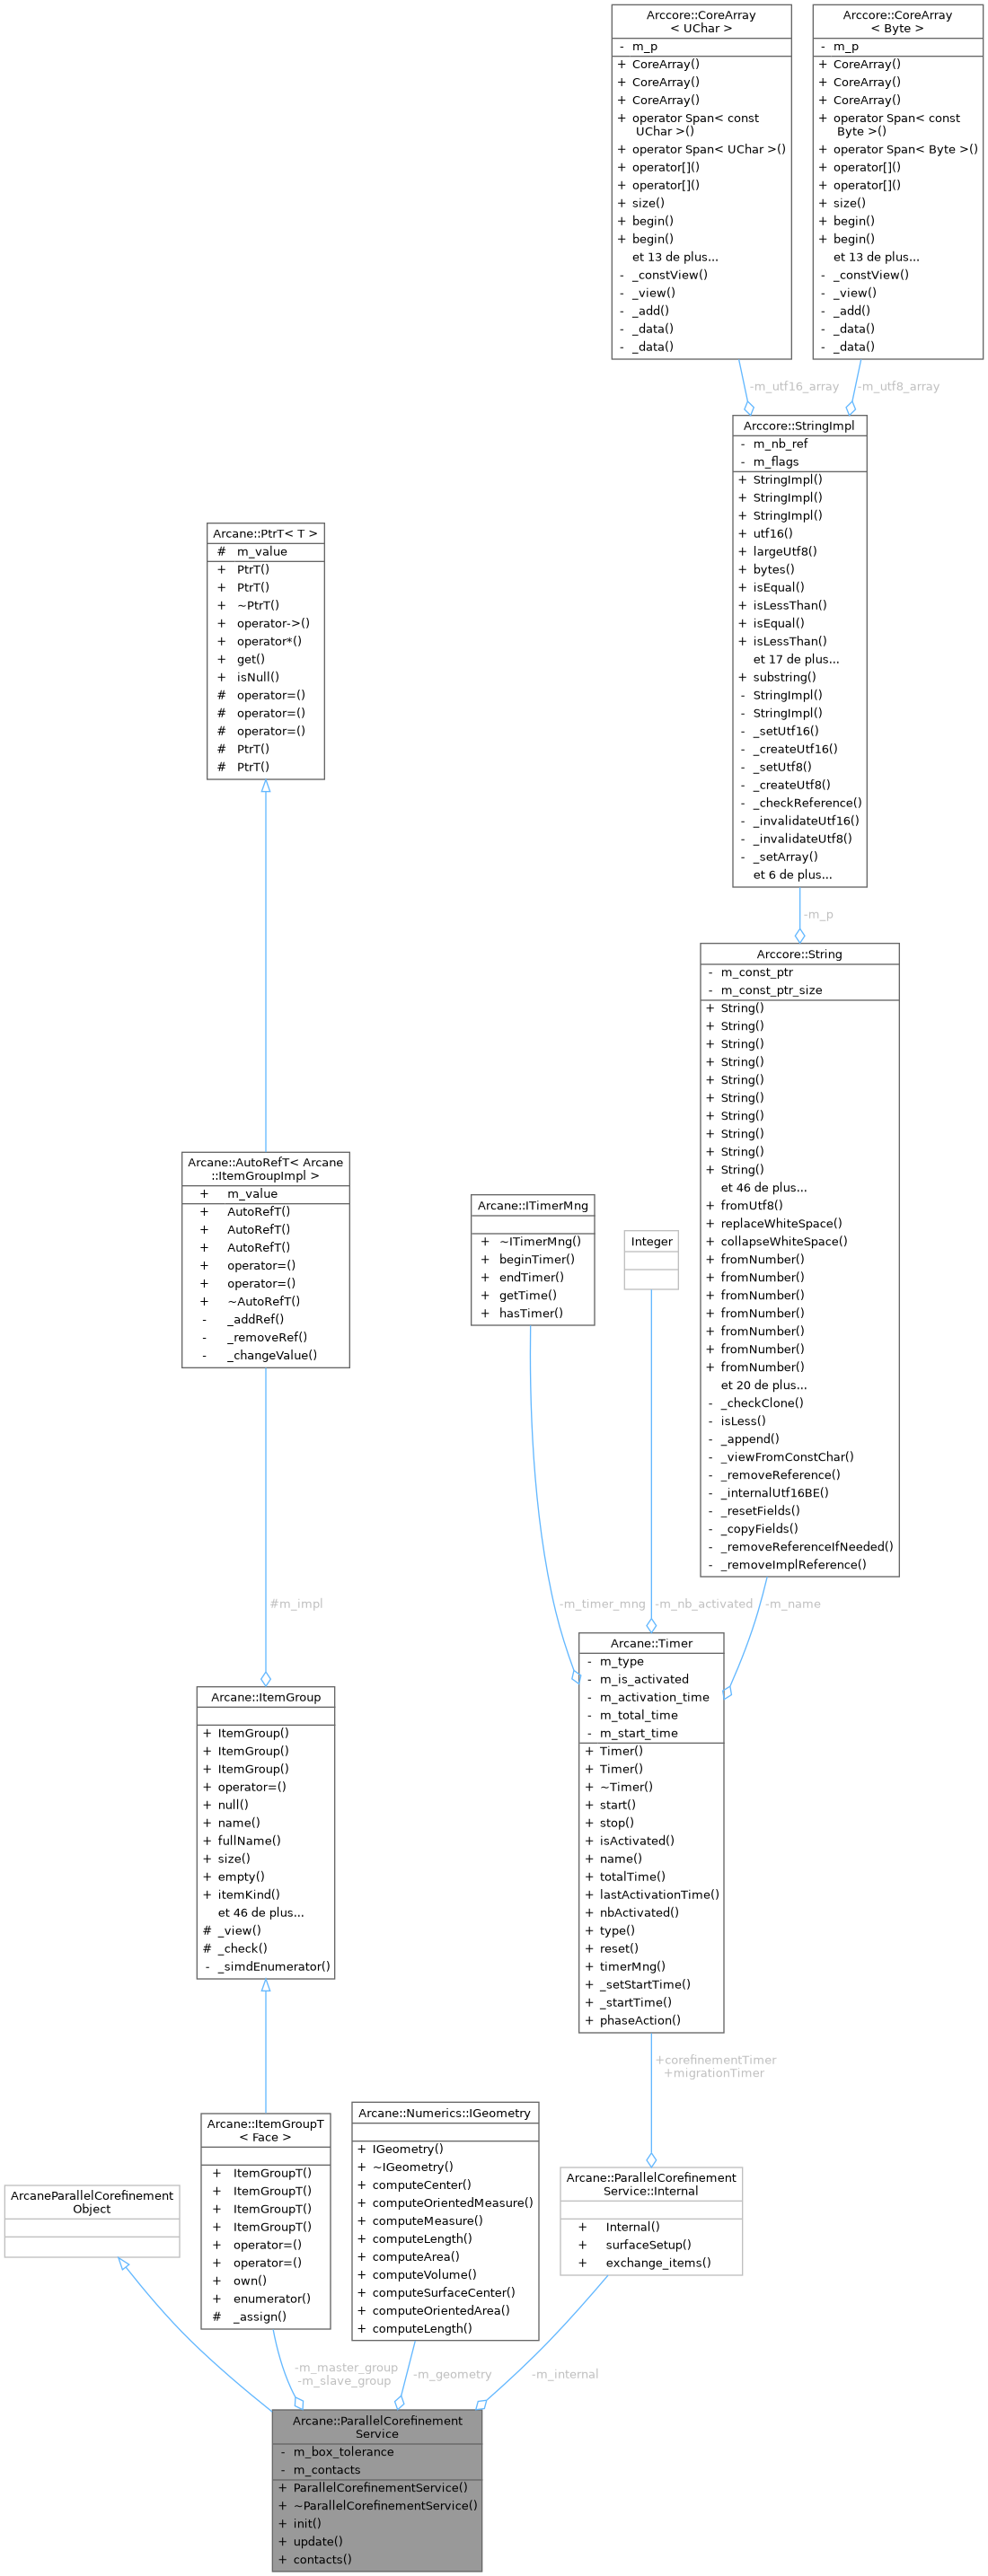 Arccore::CoreArray
< UChar >
- m_p
+ CoreArray()
+ CoreArray()
+ CoreArray()
+ operator Span< const
UChar >()
+ operator Span< UChar >()
+ operator[]()
+ operator[]()
+ size()
+ begin()
+ begin()
et 13 de plus...
- _constView()
- _view()
- _add()
- _data()
- _data()
Arccore::CoreArray
< Byte >
- m_p
+ CoreArray()
+ CoreArray()
+ CoreArray()
+ operator Span< const
Byte >()
+ operator Span< Byte >()
+ operator[]()
+ operator[]()
+ size()
+ begin()
+ begin()
et 13 de plus...
- _constView()
- _view()
- _add()
- _data()
- _data()
-m_utf16_array
-m_utf8_array
Arccore::StringImpl
- m_nb_ref
- m_flags
+ StringImpl()
+ StringImpl()
+ StringImpl()
+ utf16()
+ largeUtf8()
+ bytes()
+ isEqual()
+ isLessThan()
+ isEqual()
+ isLessThan()
et 17 de plus...
+ substring()
- StringImpl()
- StringImpl()
- _setUtf16()
- _createUtf16()
- _setUtf8()
- _createUtf8()
- _checkReference()
- _invalidateUtf16()
- _invalidateUtf8()
- _setArray()
et 6 de plus...
Arcane::PtrT< T >
# m_value
+ PtrT()
+ PtrT()
+ ~PtrT()
+ operator->()
+ operator*()
+ get()
+ isNull()
# operator=()
# operator=()
# operator=()
# PtrT()
# PtrT()
-m_p
Arccore::String
- m_const_ptr
- m_const_ptr_size
+ String()
+ String()
+ String()
+ String()
+ String()
+ String()
+ String()
+ String()
+ String()
+ String()
et 46 de plus...
+ fromUtf8()
+ replaceWhiteSpace()
+ collapseWhiteSpace()
+ fromNumber()
+ fromNumber()
+ fromNumber()
+ fromNumber()
+ fromNumber()
+ fromNumber()
+ fromNumber()
et 20 de plus...
- _checkClone()
- isLess()
- _append()
- _viewFromConstChar()
- _removeReference()
- _internalUtf16BE()
- _resetFields()
- _copyFields()
- _removeReferenceIfNeeded()
- _removeImplReference()
Arcane::AutoRefT< Arcane
::ItemGroupImpl >
+ m_value
+ AutoRefT()
+ AutoRefT()
+ AutoRefT()
+ operator=()
+ operator=()
+ ~AutoRefT()
- _addRef()
- _removeRef()
- _changeValue()
Arcane::ITimerMng
+ ~ITimerMng()
+ beginTimer()
+ endTimer()
+ getTime()
+ hasTimer()
Integer
#m_impl
-m_timer_mng
-m_nb_activated
-m_name
Arcane::Timer
- m_type
- m_is_activated
- m_activation_time
- m_total_time
- m_start_time
+ Timer()
+ Timer()
+ ~Timer()
+ start()
+ stop()
+ isActivated()
+ name()
+ totalTime()
+ lastActivationTime()
+ nbActivated()
+ type()
+ reset()
+ timerMng()
+ _setStartTime()
+ _startTime()
+ phaseAction()
Arcane::ItemGroup
+ ItemGroup()
+ ItemGroup()
+ ItemGroup()
+ operator=()
+ null()
+ name()
+ fullName()
+ size()
+ empty()
+ itemKind()
et 46 de plus...
# _view()
# _check()
- _simdEnumerator()
+corefinementTimer
+migrationTimer
ArcaneParallelCorefinement
Object
Arcane::ItemGroupT
< Face >
+ ItemGroupT()
+ ItemGroupT()
+ ItemGroupT()
+ ItemGroupT()
+ operator=()
+ operator=()
+ own()
+ enumerator()
# _assign()
Arcane::Numerics::IGeometry
+ IGeometry()
+ ~IGeometry()
+ computeCenter()
+ computeOrientedMeasure()
+ computeMeasure()
+ computeLength()
+ computeArea()
+ computeVolume()
+ computeSurfaceCenter()
+ computeOrientedArea()
+ computeLength()
Arcane::ParallelCorefinement
Service::Internal
+ Internal()
+ surfaceSetup()
+ exchange_items()
-m_master_group
-m_slave_group
-m_geometry
-m_internal
Arcane::ParallelCorefinement
Service
- m_box_tolerance
- m_contacts
+ ParallelCorefinementService()
+ ~ParallelCorefinementService()
+ init()
+ update()
+ contacts()